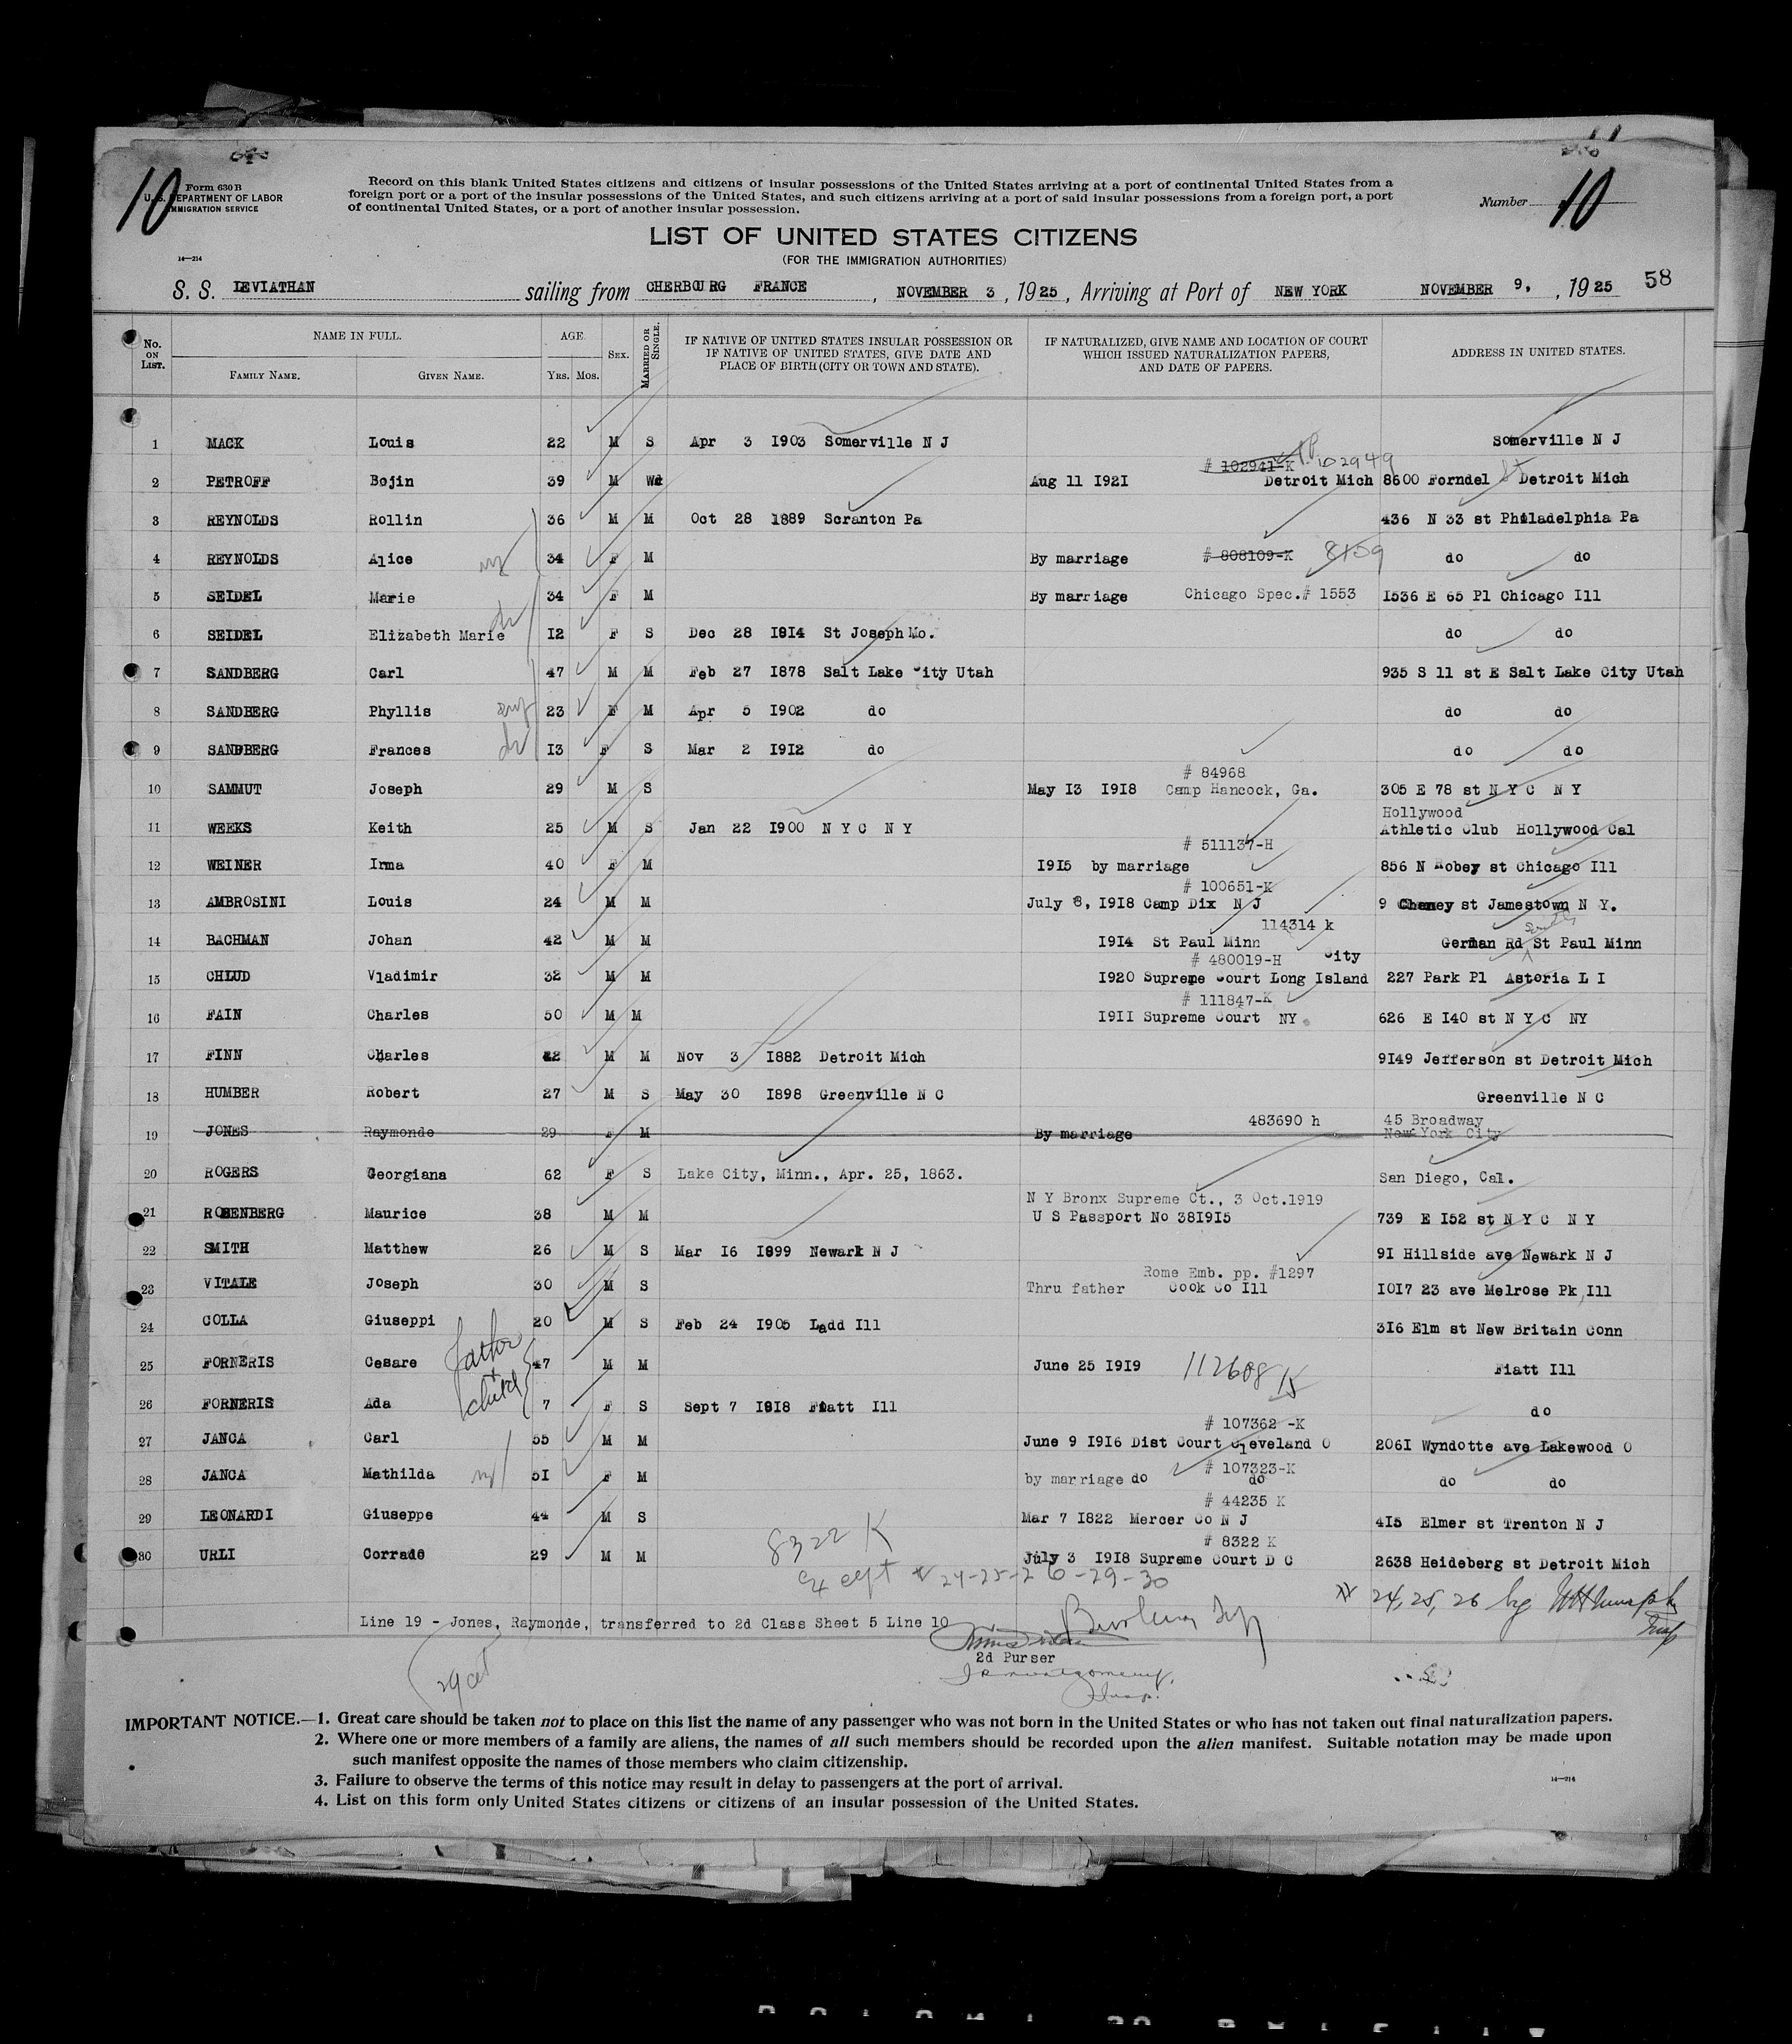 10
Form 630 B
U. S. DEPARTMENT OF LABOR
IMMIGRATION SERVICE
Record on this blank United States citizens and citizens of insular possessions of the United States arriving at a port of continental United States from a
foreign port or a port of the insular possessions of the United States, and such citizens arriving at a port of said insular possessions from a foreign port, a port
of continental United States, or a port of another insular possession.
Number 10
LIST OF UNITED STATES CITIZENS
(FOR THE IMMIGRATION AUTHORITIES)
14—214
S. S. LEVIATHAN sailing from CHERBOURG FRANCE , NOVEMBER 3 , 1925 , Arriving at Port of NEW YORK NOVEMBER 9, , 1925 58
No. ON LIST. NAME IN FULL. FAMILY NAME. GIVEN NAME. AGE. YRS. MOS. SEX. MARRIED OR SINGLE. IF NATIVE OF UNITED STATES INSULAR POSSESSION OR IF NATIVE OF UNITED STATES, GIVE DATE AND PLACE OF BIRTH (CITY OR TOWN AND STATE). IF NATURALIZED, GIVE NAME AND LOCATION OF COURT WHICH ISSUED NATURALIZATION PAPERS, AND DATE OF PAPERS. ADDRESS IN UNITED STATES.
1 MACK Louis 22 M S Apr 3 1903 Somerville N J Somerville N J
# 102941-K 102949
2 PETROFF Bojin 39 M Wd Aug 11 1921 Detroit Mich 8600 Forndel St Detroit Mich
3 REYNOLDS Rollin 36 M M Oct 28 1889 Scranton Pa 436 N 33 st Philadelphia Pa
4 REYNOLDS Alice 34 F M By marriage # 808109-K 8159 do do
5 SEIDEL Marie 34 F M By marriage Chicago Spec.# 1553 1536 E 65 Pl Chicago Ill
6 SEIDEL Elizabeth Marie 12 F S Dec 28 1914 St Joseph Mo. do do
7 SANDBERG Carl 47 M M Feb 27 1878 Salt Lake City Utah 935 S 11 st E Salt Lake City Utah
8 SANDBERG Phyllis 23 F M Apr 5 1902 do do do
9 SANDBERG Frances 13 F S Mar 2 1912 do do do
# 84968
10 SAMMUT Joseph 29 M S May 13 1918 Camp Hancock, Ga. 305 E 78 st N Y C N Y
Hollywood
11 WEEKS Keith 25 M S Jan 22 1900 N Y C N Y Athletic Club Hollywood Cal
# 511137-H
12 WEINER Irma 40 F M 1915 by marriage 856 N Robey st Chicago Ill
# 100651-K
13 AMBROSINI Louis 24 M M July 8, 1918 Camp Dix N J 9 Chaney st Jamestown N Y.
114314 k
14 BACHMAN Johan 42 M M 1914 St Paul Minn German Rd South St Paul Minn
# 480019-H City
15 CHLUD Vladimir 32 M M 1920 Supreme Court Long Island 227 Park Pl Astoria L I
# 111847-K
16 FAIN Charles 50 M M 1911 Supreme Court NY. 626 E 140 st N Y C NY
17 FINN Charles 42 M M Nov 3 1882 Detroit Mich 9149 Jefferson st Detroit Mich
18 HUMBER Robert 27 M S May 30 1898 Greenville N C Greenville N C
483690 h 45 Broadway
19 JONES Raymonde 29 F M By marriage New York City
20 ROGERS Georgiana 62 F S Lake City, Minn., Apr. 25, 1863. San Diego, Cal.
N Y Bronx Supreme Ct., 3 Oct.1919
21 ROSENBERG Maurice 38 M M U S Passport No 381915 739 E 152 st N Y C N Y
22 SMITH Matthew 26 M S Mar 16 1899 Newark N J 91 Hillside ave Newark N J
Rome Emb. pp. #1297
23 VITALE Joseph 30 M S Thru father Cook Co Ill 1017 23 ave Melrose Pk, Ill
24 COLLA Giuseppi 20 M S Feb 24 1905 Ladd Ill 316 Elm st New Britain Conn
father + child
25 FORNERIS Cesare 47 M M June 25 1919 112608 K Fiatt Ill
26 FORNERIS Ada 7 F S Sept 7 1918 Fiatt Ill do
# 107362 -K
27 JANCA Carl 55 M M June 9 1916 Dist Court Cleveland O 2061 Wyndotte ave Lakewood O
# 107323-K
28 JANCA Mathilda 51 F M by marriage do do do do
# 44235 K
29 LEONARDI Giuseppe 44 M S Mar 7 1822 Mercer Co N J 415 Elmer st Trenton N J
8322 K # 8322 K
30 URLI Corrado 29 M M July 3 1918 Supreme Court D C 2638 Heideberg st Detroit Mich
Except # 24-25-26-29-30
# 24, 25, 26 by
Line 19 - Jones, Raymonde, transferred to 2d Class Sheet 5 Line 10
2d Purser
29 cit
Insp.
IMPORTANT NOTICE.—1. Great care should be taken not to place on this list the name of any passenger who was not born in the United States or who has not taken out final naturalization papers.
2. Where one or more members of a family are aliens, the names of all such members should be recorded upon the alien manifest. Suitable notation may be made upon
such manifest opposite the names of those members who claim citizenship.
3. Failure to observe the terms of this notice may result in delay to passengers at the port of arrival.
4. List on this form only United States citizens or citizens of an insular possession of the United States.
14—214